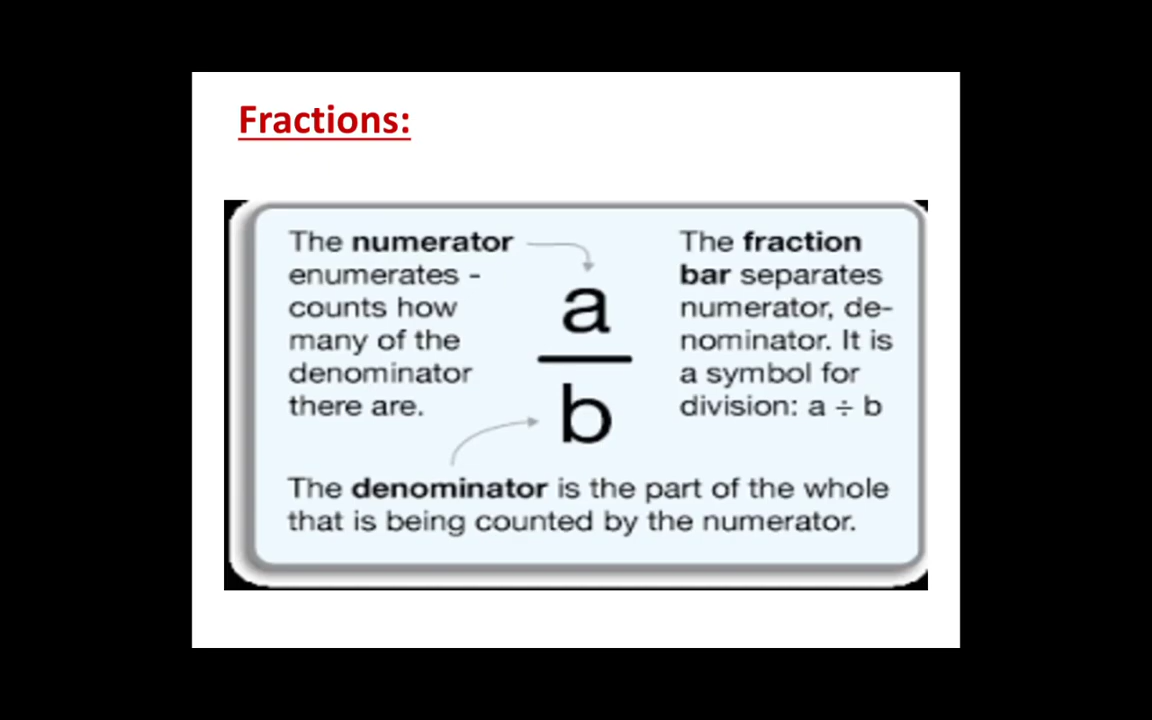 Fractions:
The numerator
enumerates -
counts how
many of the
denominator
there are.
a
b
The fraction
bar separates
numerator, de-
nominator. It is
a symbol for
division: a ÷ b
The denominator is the part of the whole
that is being counted by the numerator.